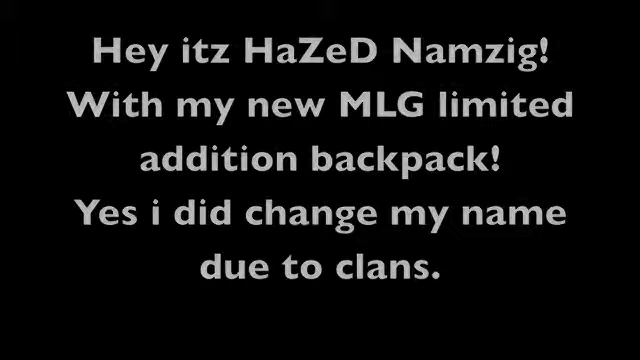 Hey itz HaZeD Namzig!
With my new MLG limited
addition backpack!
Yes i did change my name
due to clans.